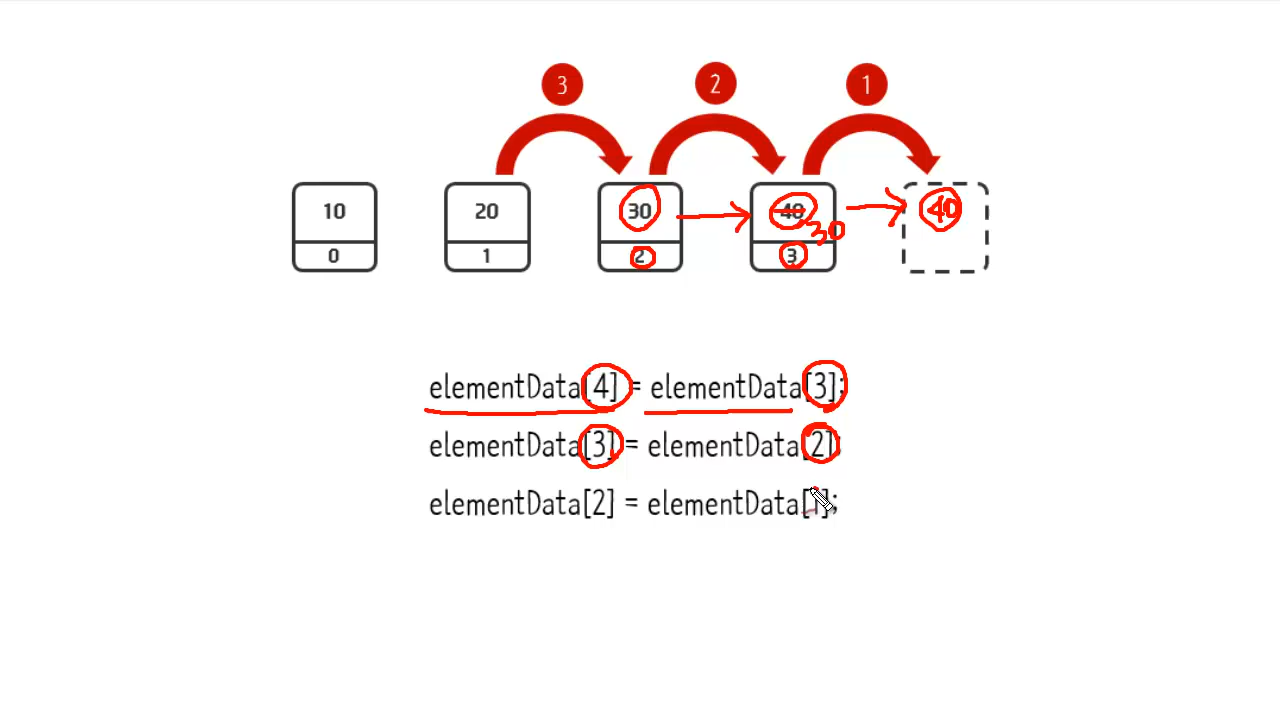 3 2 1
10 20 30 40 40
30
0 1 2 3
elementData[4] = elementData[3];
elementData[3] = elementData[2];
elementData[2] = elementData[1];